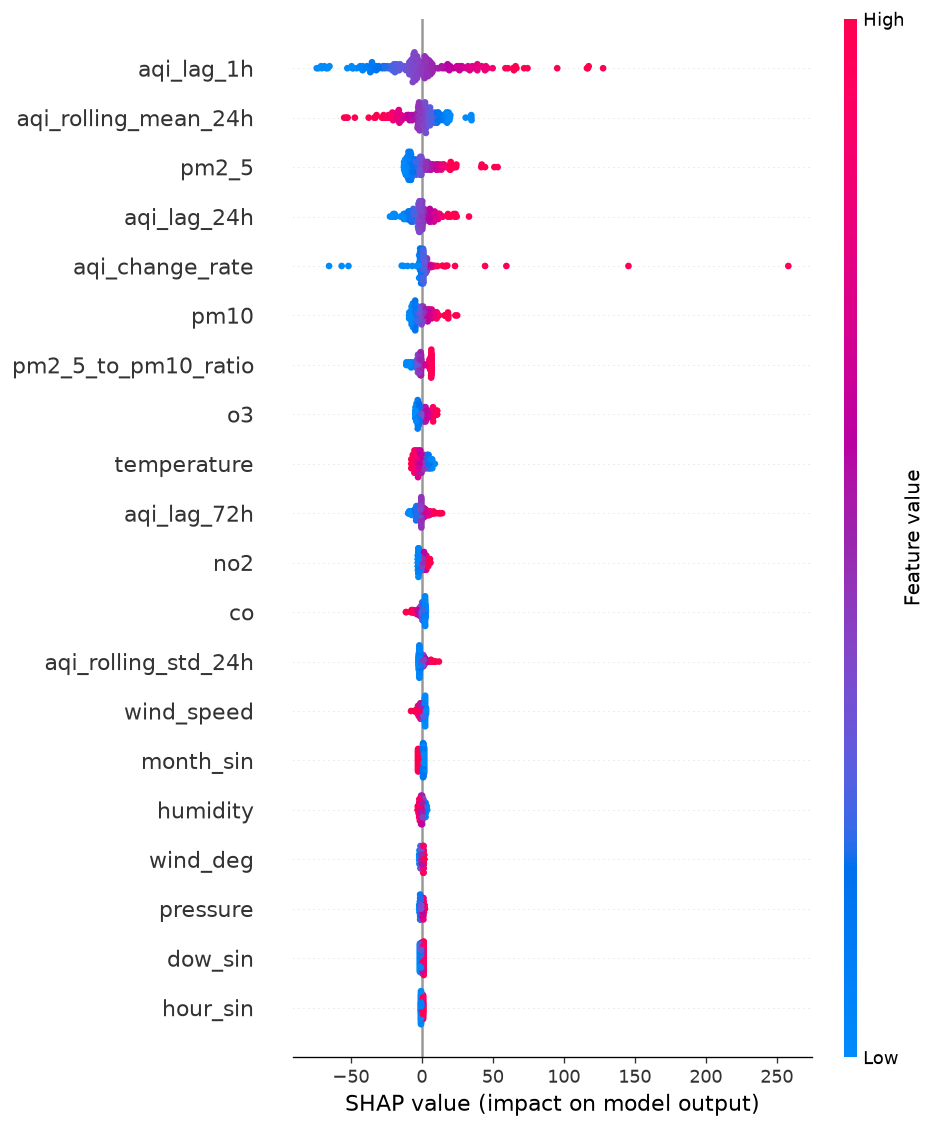 High
aqi_lag_1h
aqi_rolling_mean_24h
pm2_5
aqi_lag_24h
aqi_change_rate
pm10
pm2_5_to_pm10_ratio
o3
temperature
aqi_lag_72h
no2
co
aqi_rolling_std_24h
wind_speed
month_sin
humidity
wind_deg
pressure
dow_sin
hour_sin
Feature value
Low
−50 0 50 100 150 200 250
SHAP value (impact on model output)